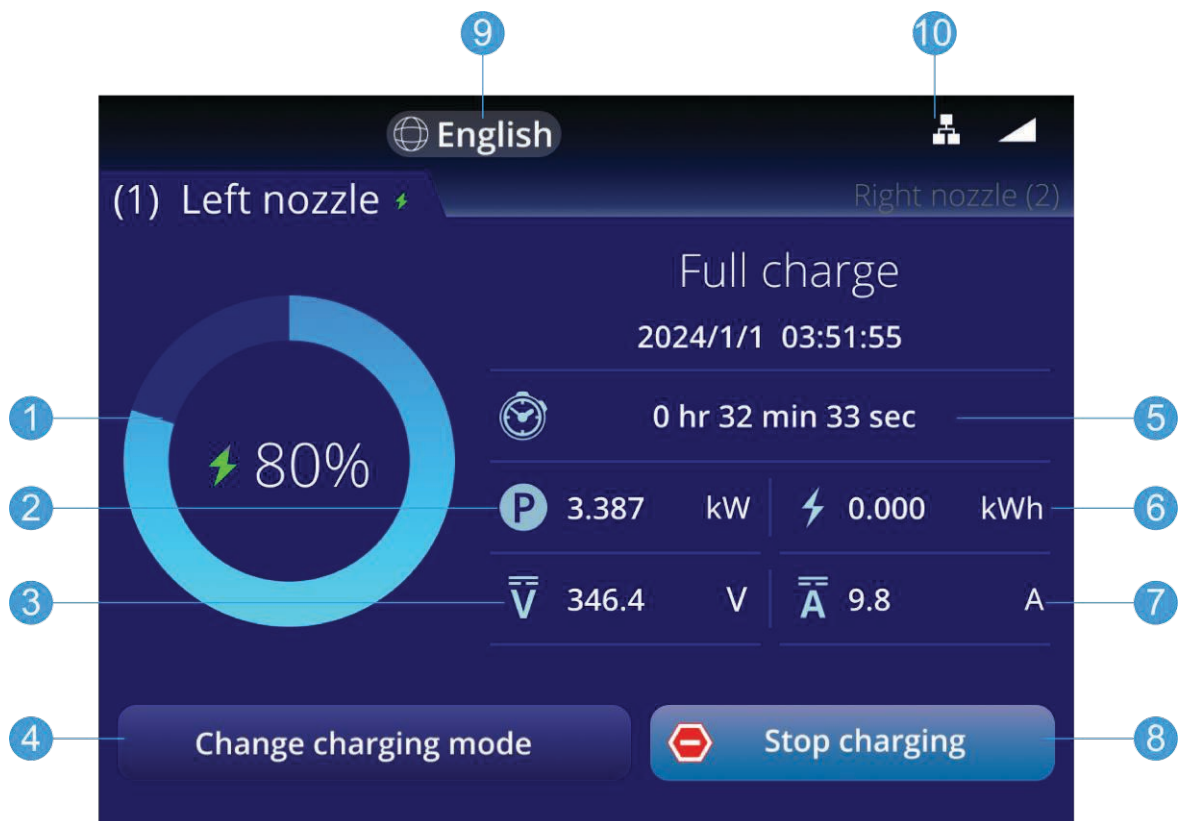 9 10
English
(1) Left nozzle Right nozzle (2)
Full charge
2024/1/1 03:51:55
1 80% 0 hr 32 min 33 sec 5
2 P 3.387 kW 0.000 kWh 6
3 V 346.4 V A 9.8 A 7
4 Change charging mode Stop charging 8